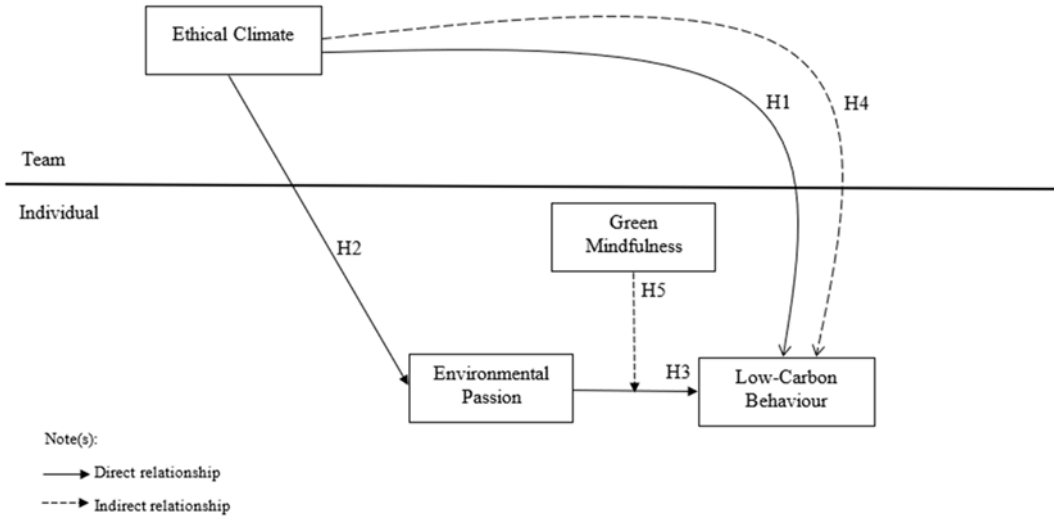 Ethical Climate
H1
H4
Team
Individual
Green
Mindfulness
H2
H5
Environmental
Passion
H3
Low-Carbon
Behaviour
Note(s):
Direct relationship
Indirect relationship